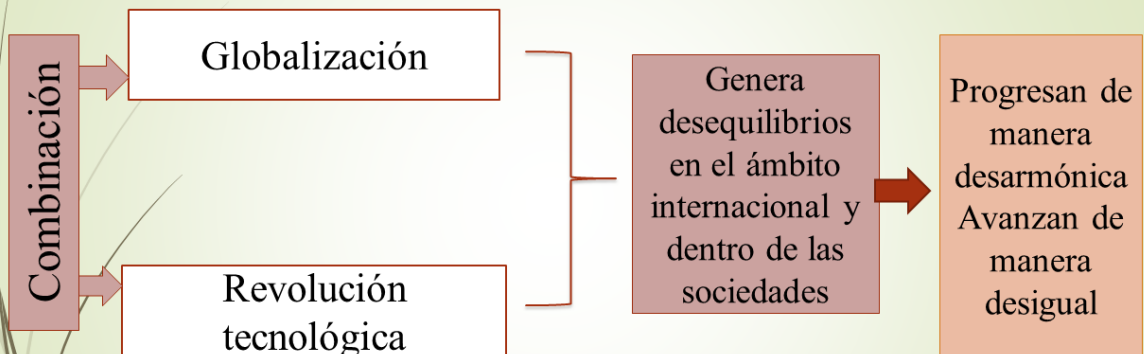 Combinación
Globalización
Revolución
tecnológica
Genera
desequilibrios
en el ámbito
internacional y
dentro de las
sociedades
Progresan de
manera
desarmónica
Avanzan de
manera
desigual